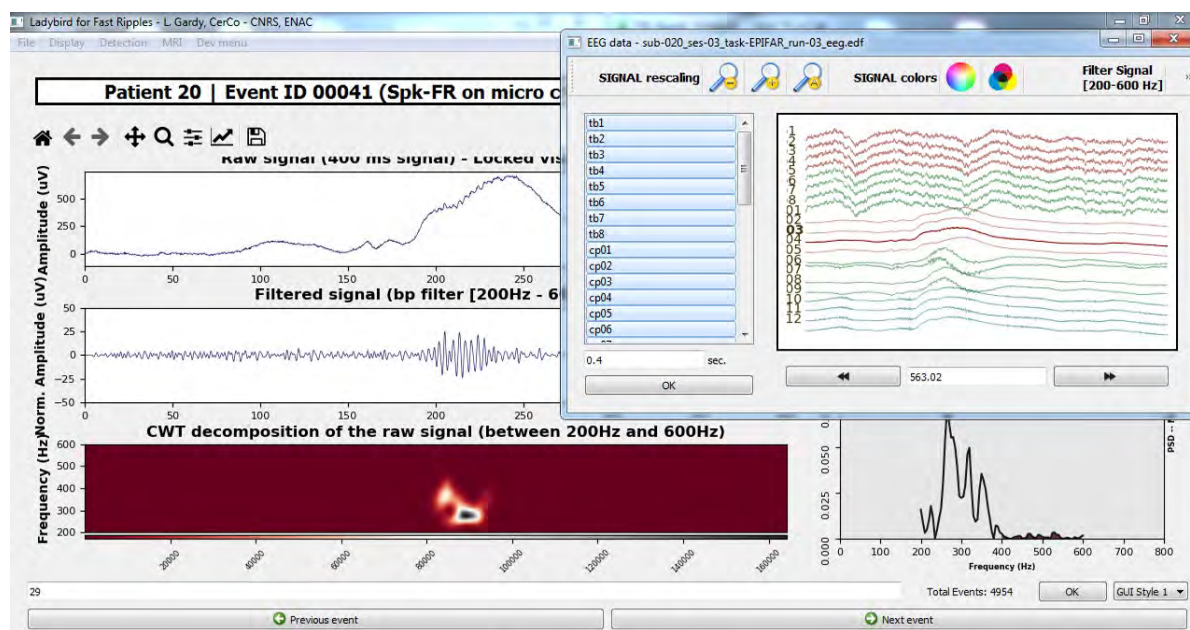 Ladybird for Fast Ripples - L. Gardy, CerCo - CNRS, ENAC
File Display Detection MRI Dev menu
Patient 20 | Event ID 00041 (Spk-FR on micro c
Raw signal (400 ms signal) - Locked vis
Amplitude (uV)
500
250
0
0 50 100 150 200 250
Filtered signal (bp filter [200Hz - 6
Norm. Amplitude (uV)
50
25
0
−25
−50
0 50 100 150 200 250
CWT decomposition of the raw signal (between 200Hz and 600Hz)
Frequency (Hz)
600
500
400
300
200
20000 40000 60000 80000 100000 120000 140000 160000
EEG data - sub-020_ses-03_task-EPIFAR_run-03_eeg.edf
SIGNAL rescaling SIGNAL colors Filter Signal
[200-600 Hz]
tb1
tb2
tb3
tb4
tb5
tb6
tb7
tb8
cp01
cp02
cp03
cp04
cp05
cp06
0.4 sec.
OK
1
2
3
4
5
6
7
8
01
02
03
04
05
06
07
08
09
10
11
12
563.02
PSD --
0.050
0.025
0.000
0 100 200 300 400 500 600 700 800
Frequency (Hz)
29 Total Events: 4954 OK GUI Style 1
Previous event Next event